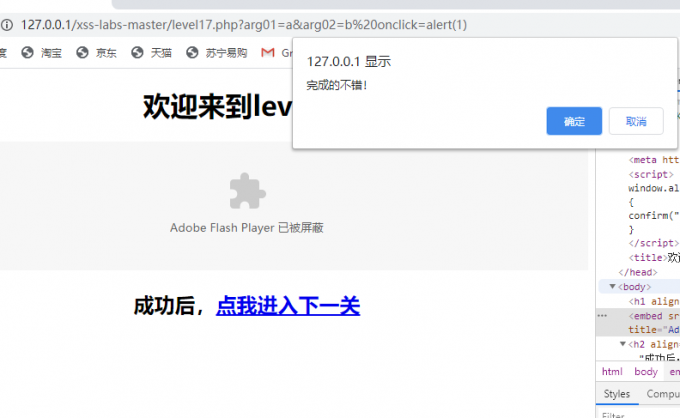 127.0.0.1/xss-labs-master/level17.php?arg01=a&arg02=b%20onclick=alert(1)
淘宝 京东 天猫 苏宁易购
127.0.0.1 显示
完成的不错!
确定 取消
欢迎来到lev
Adobe Flash Player 已被屏蔽
成功后，点我进入下一关
<meta htt
<script>
window.al
{
confirm("
}
</script>
<title>欢
</head>
<body>
<h1 align
<embed sr
title="Ad
<h2 align=
"成功后，
html body en
Styles Compu
Filter